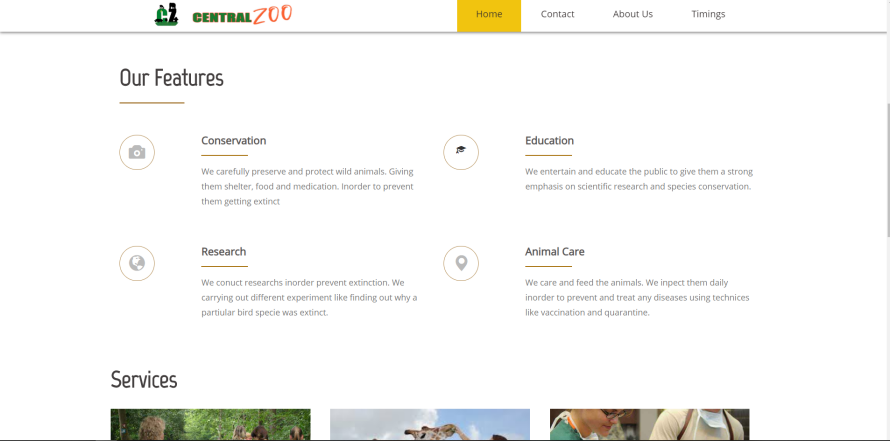 CZ CENTRAL ZOO
Home Contact About Us Timings
Our Features
Conservation
We carefully preserve and protect wild animals. Giving
them shelter, food and medication. Inorder to prevent
them getting extinct
Education
We entertain and educate the public to give them a strong
emphasis on scientific research and species conservation.
Research
We conuct researchs inorder prevent extinction. We
carrying out different experiment like finding out why a
partiular bird specie was extinct.
Animal Care
We care and feed the animals. We inpect them daily
inorder to prevent and treat any diseases using technices
like vaccination and quarantine.
Services